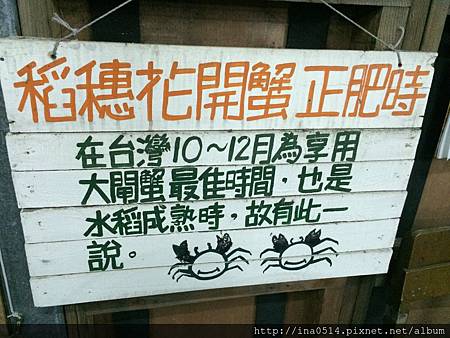 稻穗花開蟹正肥時
在台灣10~12月為享用
大閘蟹最佳時間，也是
水稻成熟時，故有此一
說。
http://ina0514.pixnet.net/album